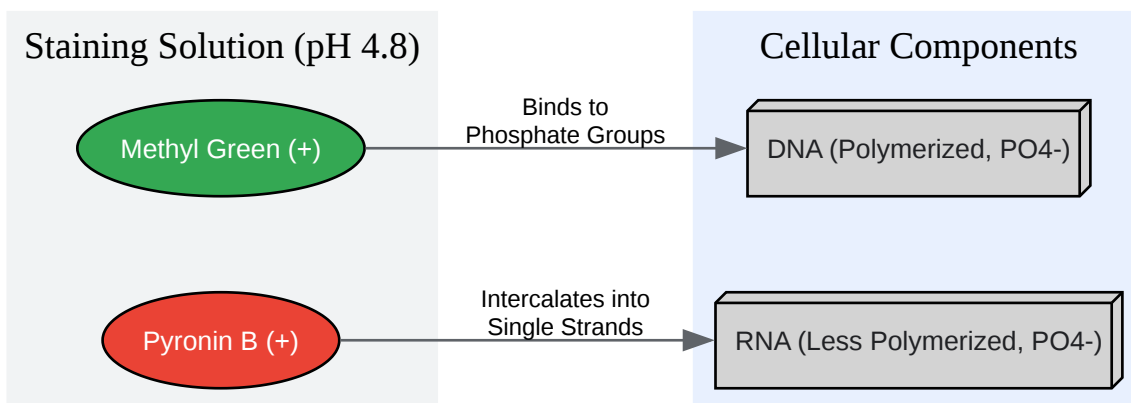 Staining Solution (pH 4.8)
Cellular Components
Methyl Green (+)
Binds to
Phosphate Groups
DNA (Polymerized, PO4-)
Pyronin B (+)
Intercalates into
Single Strands
RNA (Less Polymerized, PO4-)